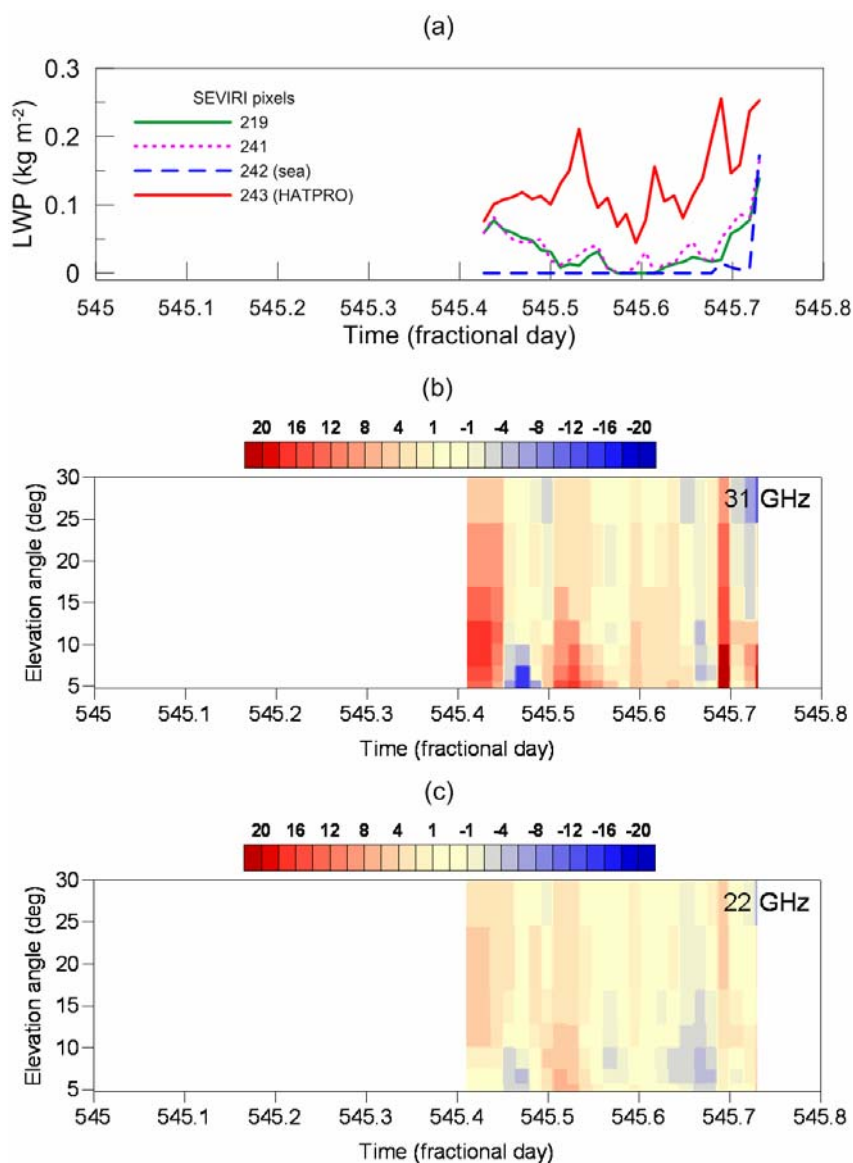 (a)
0.3
0.2
0.1
0
LWP (kg m⁻²)
SEVIRI pixels
219
241
242 (sea)
243 (HATPRO)
545 545.1 545.2 545.3 545.4 545.5 545.6 545.7 545.8
Time (fractional day)
(b)
20 16 12 8 4 1 -1 -4 -8 -12 -16 -20
31 GHz
30
25
20
15
10
5
Elevation angle (deg)
545 545.1 545.2 545.3 545.4 545.5 545.6 545.7 545.8
Time (fractional day)
(c)
20 16 12 8 4 1 -1 -4 -8 -12 -16 -20
22 GHz
30
25
20
15
10
5
Elevation angle (deg)
545 545.1 545.2 545.3 545.4 545.5 545.6 545.7 545.8
Time (fractional day)